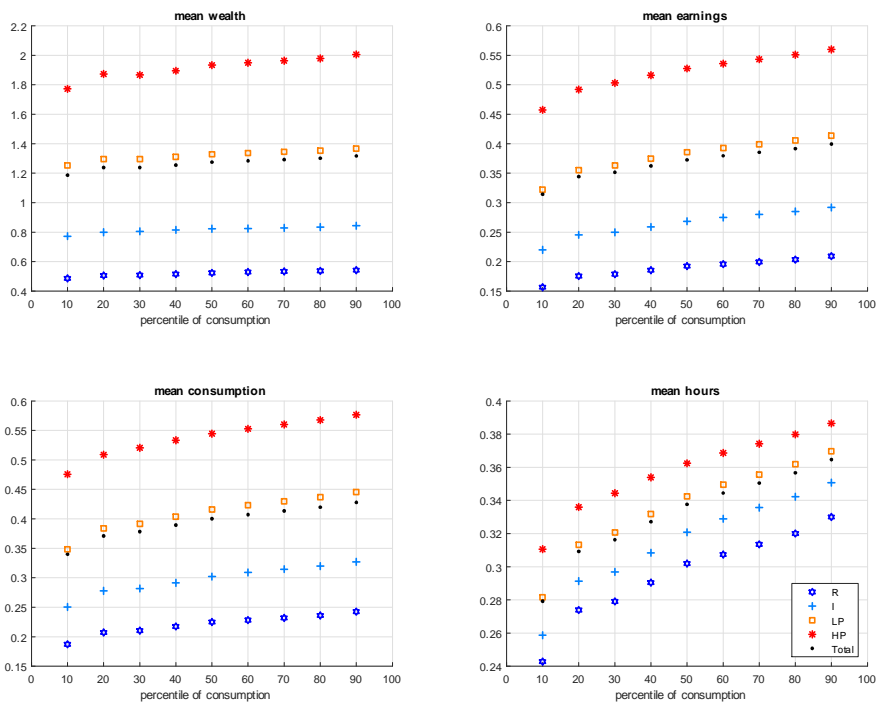 mean wealth
2.2
2
1.8
1.6
1.4
1.2
1
0.8
0.6
0.4
0 10 20 30 40 50 60 70 80 90 100
percentile of consumption
mean earnings
0.6
0.55
0.5
0.45
0.4
0.35
0.3
0.25
0.2
0.15
0 10 20 30 40 50 60 70 80 90 100
percentile of consumption
mean consumption
0.6
0.55
0.5
0.45
0.4
0.35
0.3
0.25
0.2
0.15
0 10 20 30 40 50 60 70 80 90 100
percentile of consumption
mean hours
0.4
0.38
0.36
0.34
0.32
0.3
0.28
0.26
0.24
R
I
LP
HP
Total
0 10 20 30 40 50 60 70 80 90 100
percentile of consumption